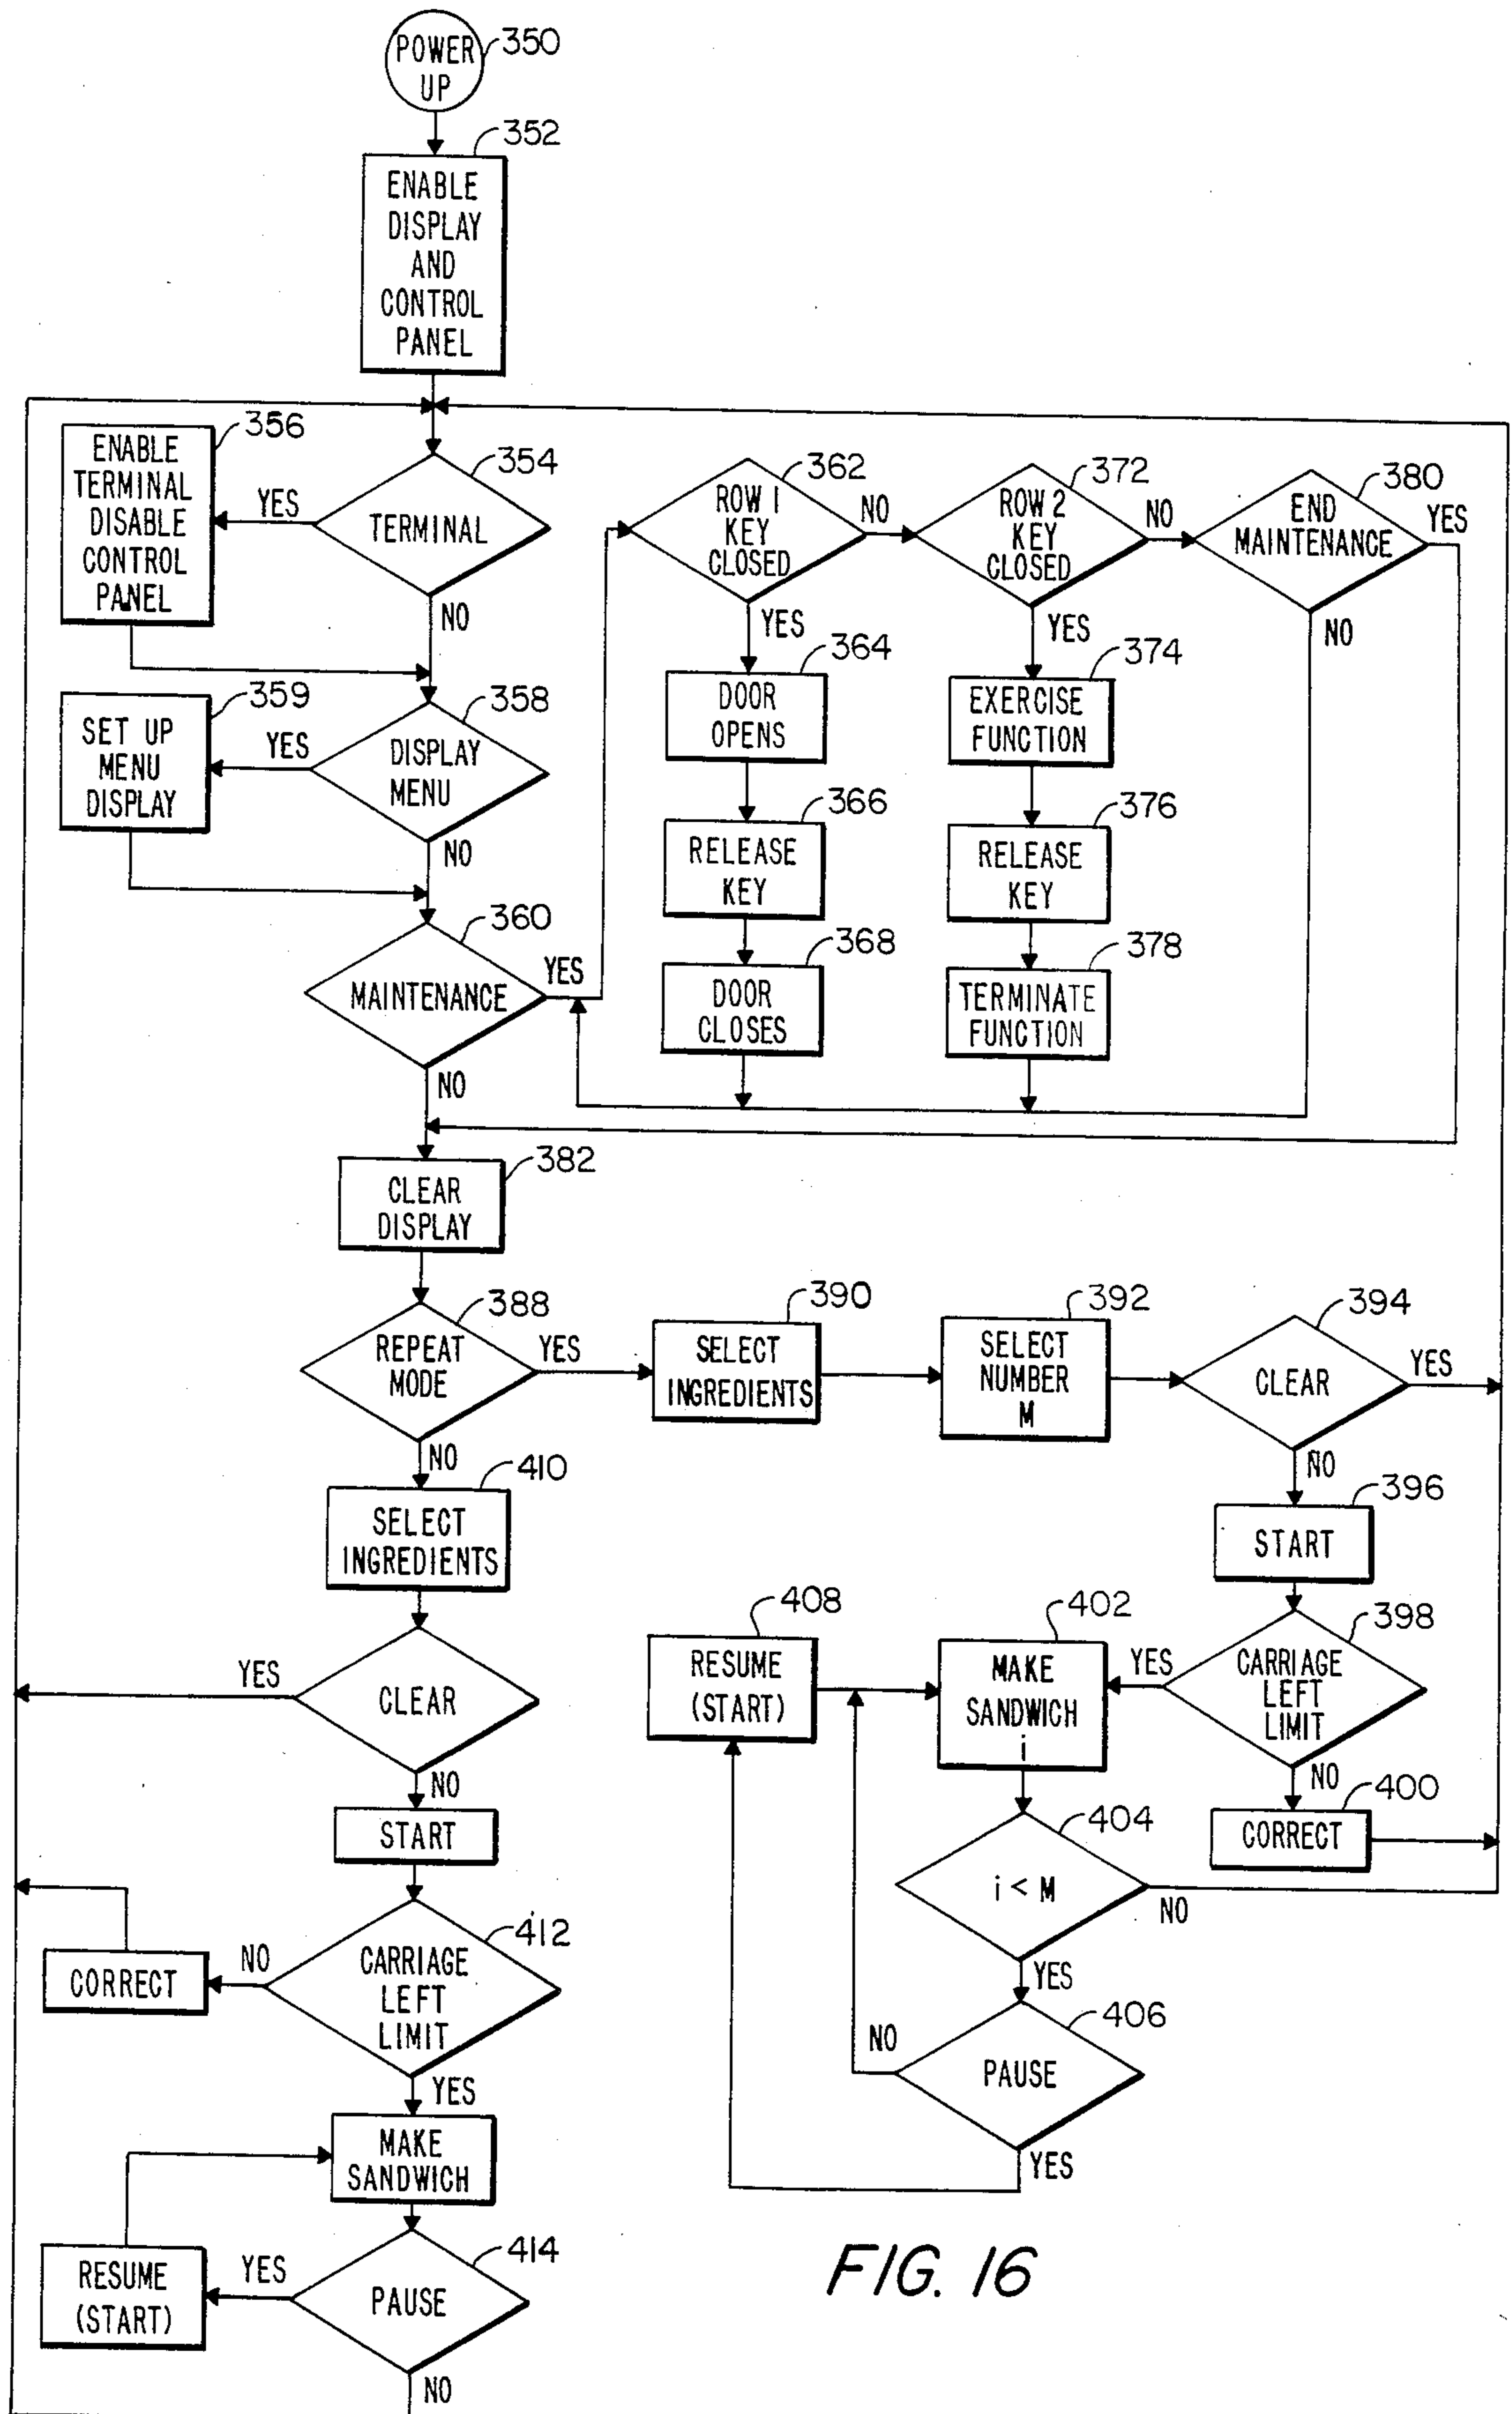 POWER
UP
350
352
ENABLE
DISPLAY
AND
CONTROL
PANEL
356
ENABLE
TERMINAL
DISABLE
CONTROL
PANEL
YES
354
TERMINAL
NO
359
SET UP
MENU
DISPLAY
YES
358
DISPLAY
MENU
NO
360
MAINTENANCE
YES
NO
362
ROW 1
KEY
CLOSED
NO
YES
364
DOOR
OPENS
366
RELEASE
KEY
368
DOOR
CLOSES
372
ROW 2
KEY
CLOSED
NO
YES
374
EXERCISE
FUNCTION
376
RELEASE
KEY
378
TERMINATE
FUNCTION
380
END
MAINTENANCE
YES
NO
382
CLEAR
DISPLAY
388
REPEAT
MODE
YES
NO
390
SELECT
INGREDIENTS
392
SELECT
NUMBER
M
394
CLEAR
YES
NO
396
START
398
CARRIAGE
LEFT
LIMIT
YES
NO
400
CORRECT
402
MAKE
SANDWICH
i
404
i < M
NO
YES
406
PAUSE
NO
YES
408
RESUME
(START)
410
SELECT
INGREDIENTS
CLEAR
YES
NO
START
412
CARRIAGE
LEFT
LIMIT
NO
CORRECT
YES
MAKE
SANDWICH
414
PAUSE
YES
RESUME
(START)
NO
FIG. 16